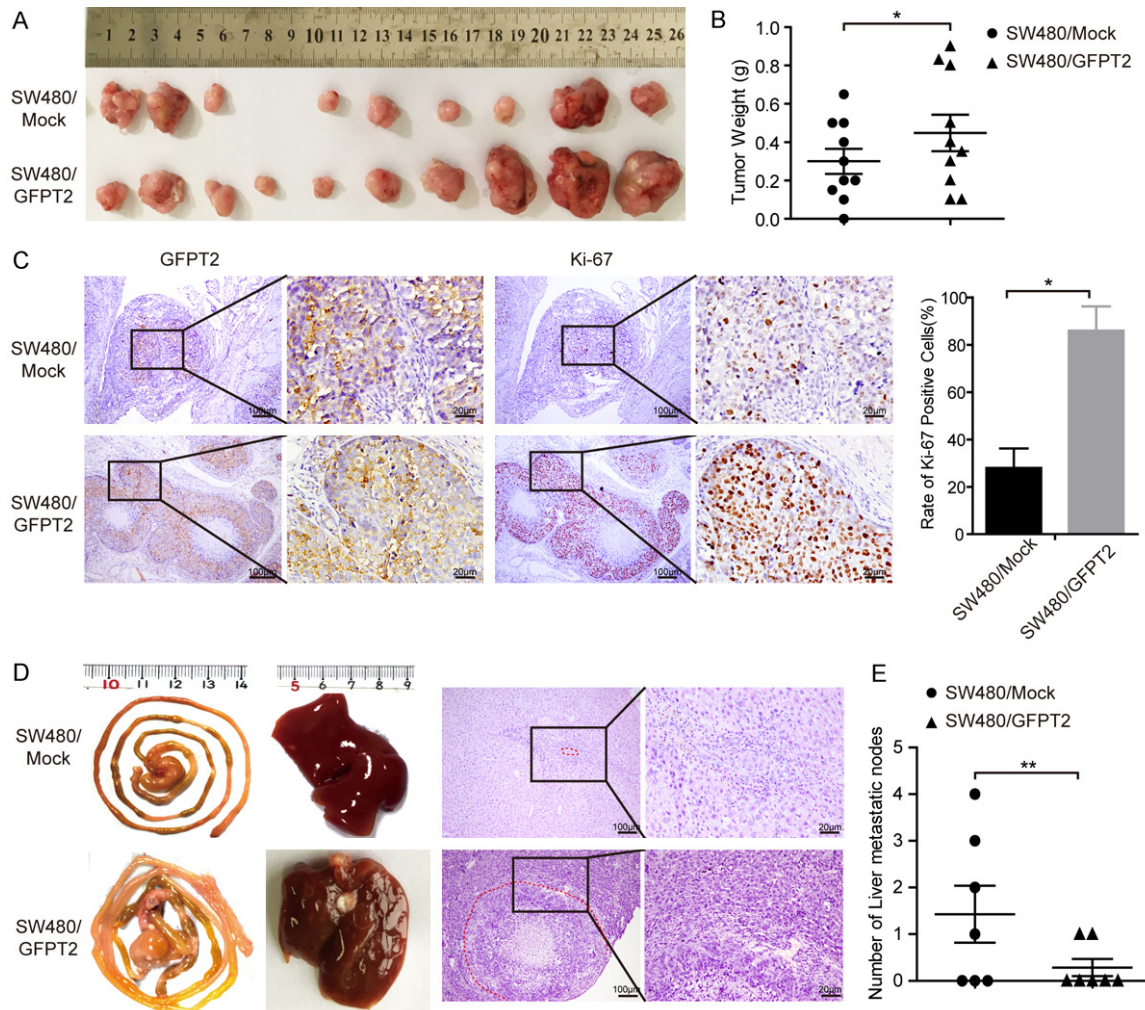 A
1 2 3 4 5 6 7 8 9 10 11 12 13 14 15 16 17 18 19 20 21 22 23 24 25 26
SW480/
Mock
SW480/
GFPT2
B
*
SW480/Mock
SW480/GFPT2
Tumor Weight (g)
1.0
0.8
0.6
0.4
0.2
0.0
C
GFPT2
Ki-67
SW480/
Mock
100μm
20μm
100μm
20μm
SW480/
GFPT2
100μm
20μm
100μm
20μm
*
Rate of Ki-67 Positive Cells(%)
100
80
60
40
20
0
SW480/Mock
SW480/GFPT2
D
10 11 12 13 14
5 6 7 8 9
SW480/
Mock
100μm
20μm
SW480/
GFPT2
100μm
20μm
E
SW480/Mock
SW480/GFPT2
**
Number of Liver metastatic nodes
5
4
3
2
1
0